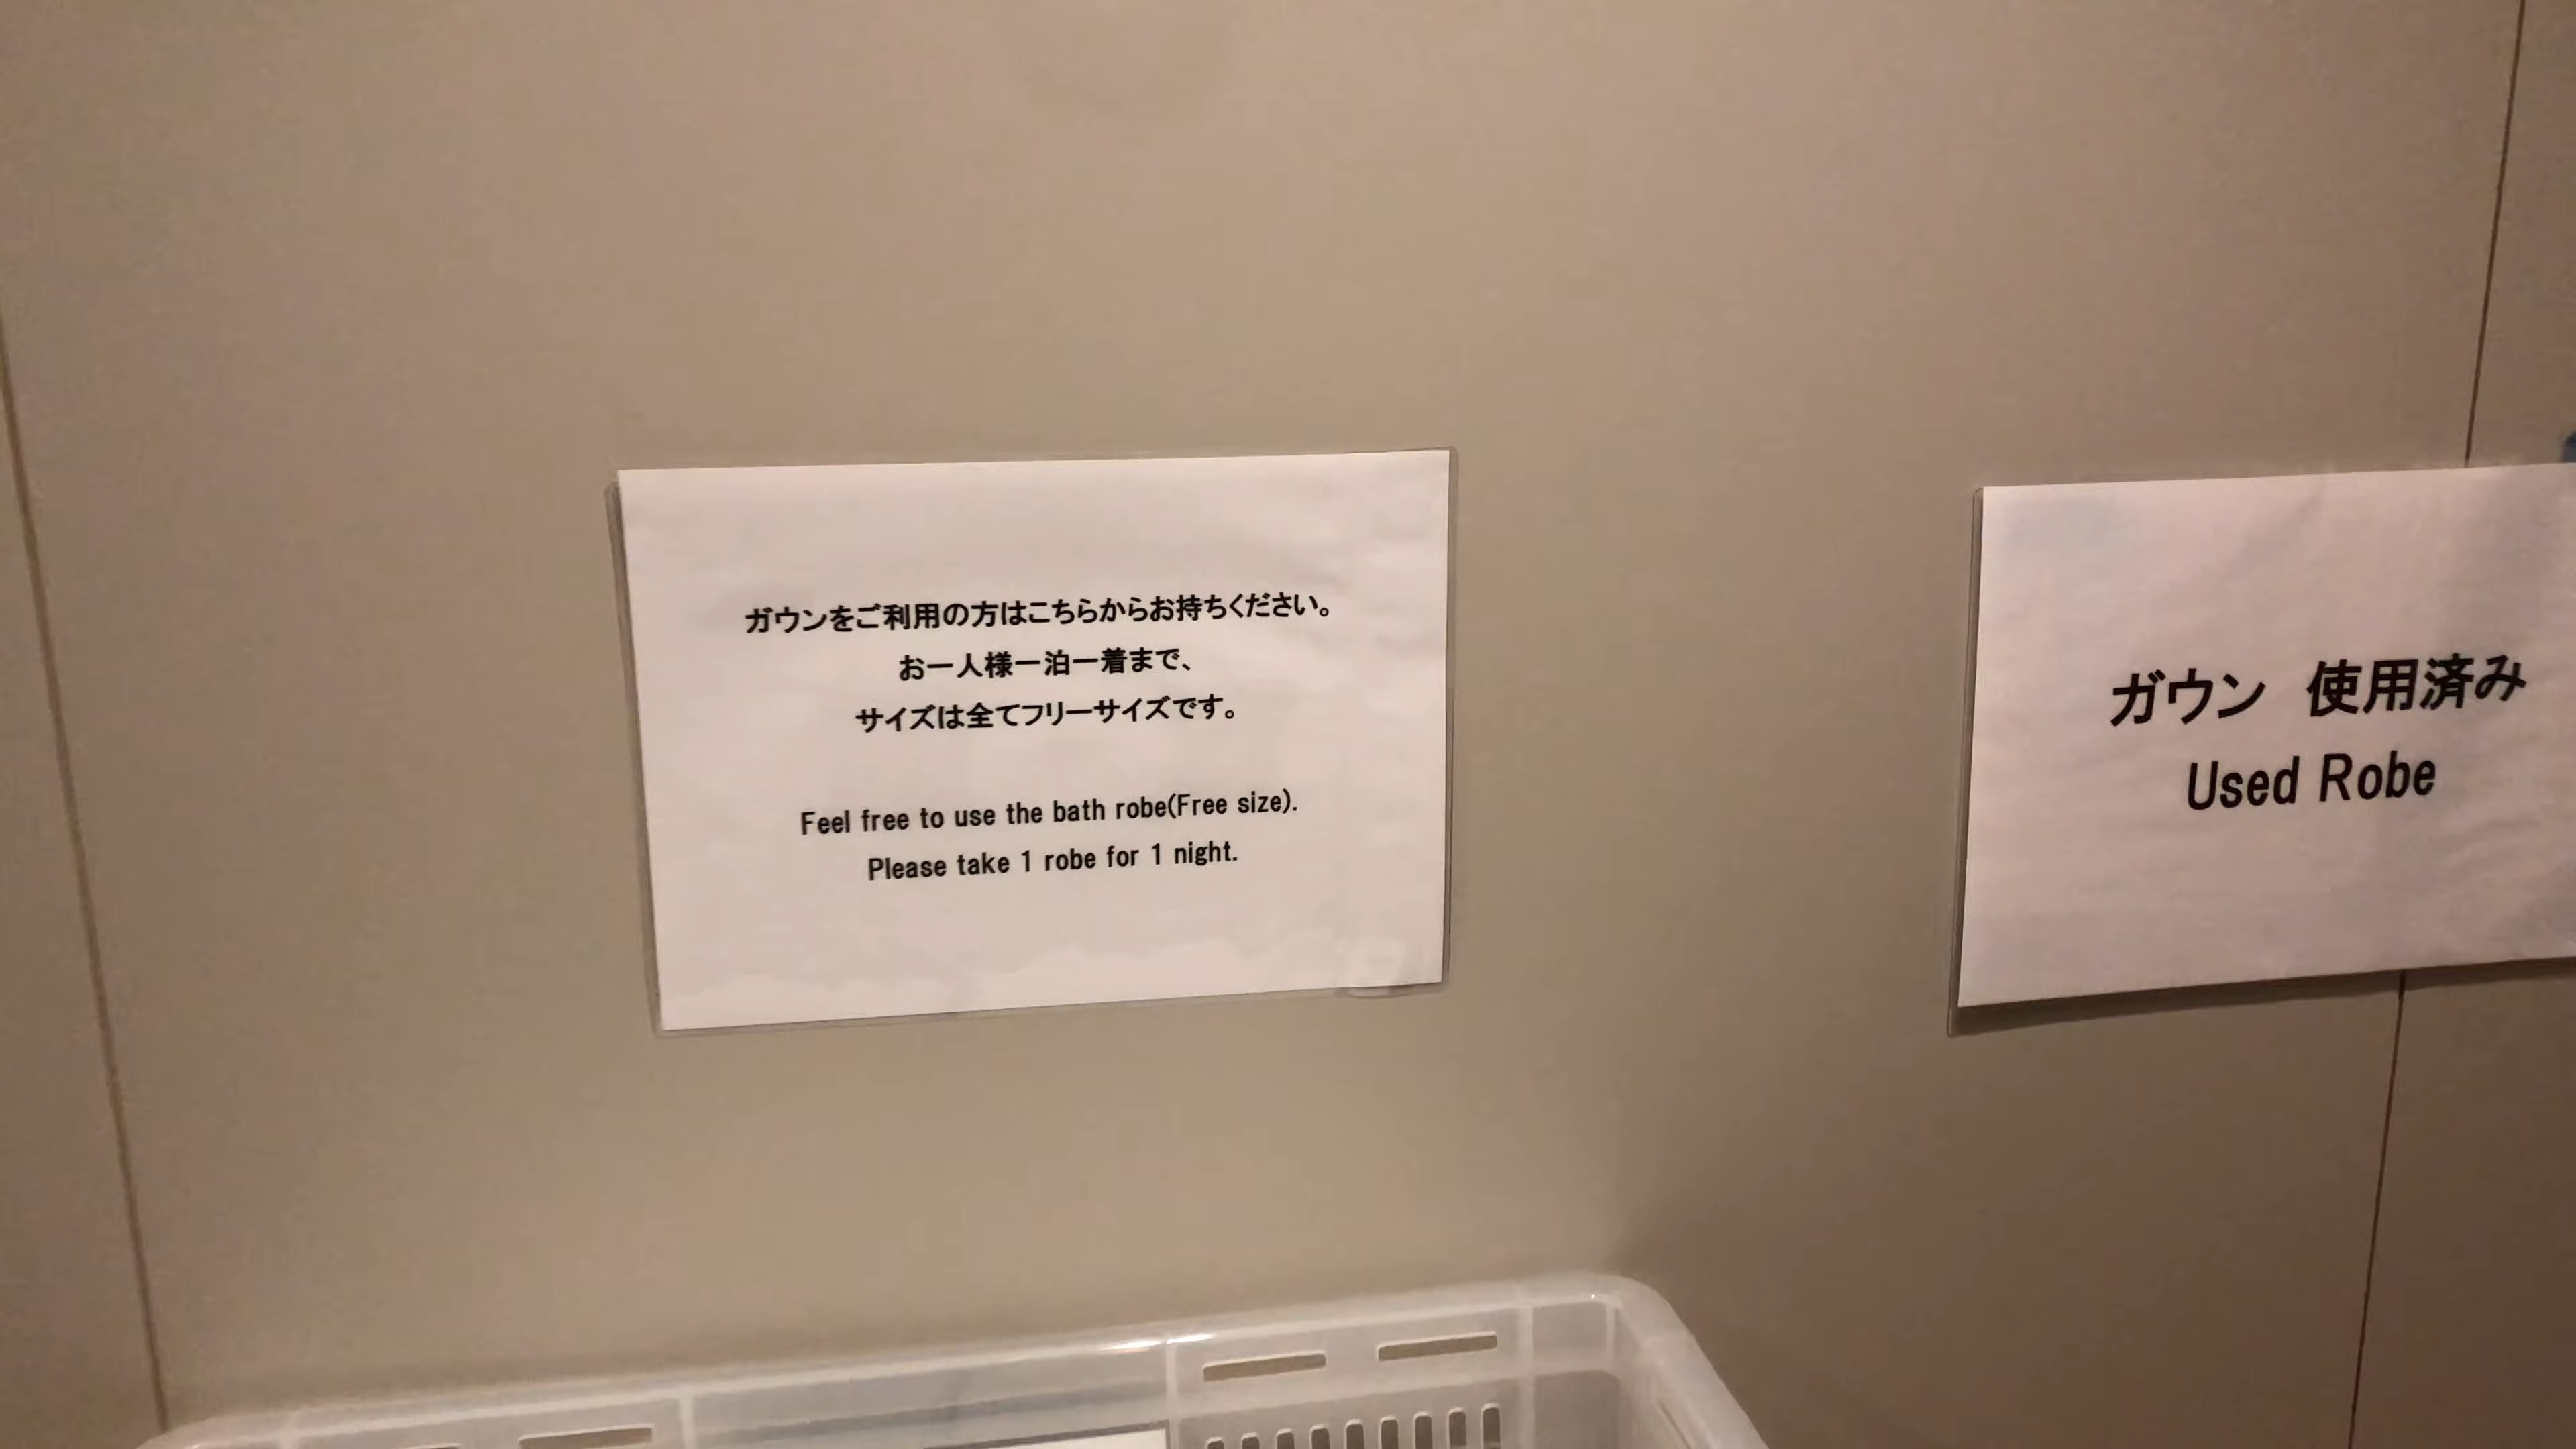 ガウンをご利用の方はこちらからお持ちください。
お一人様一泊一着まで、
サイズは全てフリーサイズです。
Feel free to use the bath robe(Free size).
Please take 1 robe for 1 night.
ガウン 使用済み
Used Robe